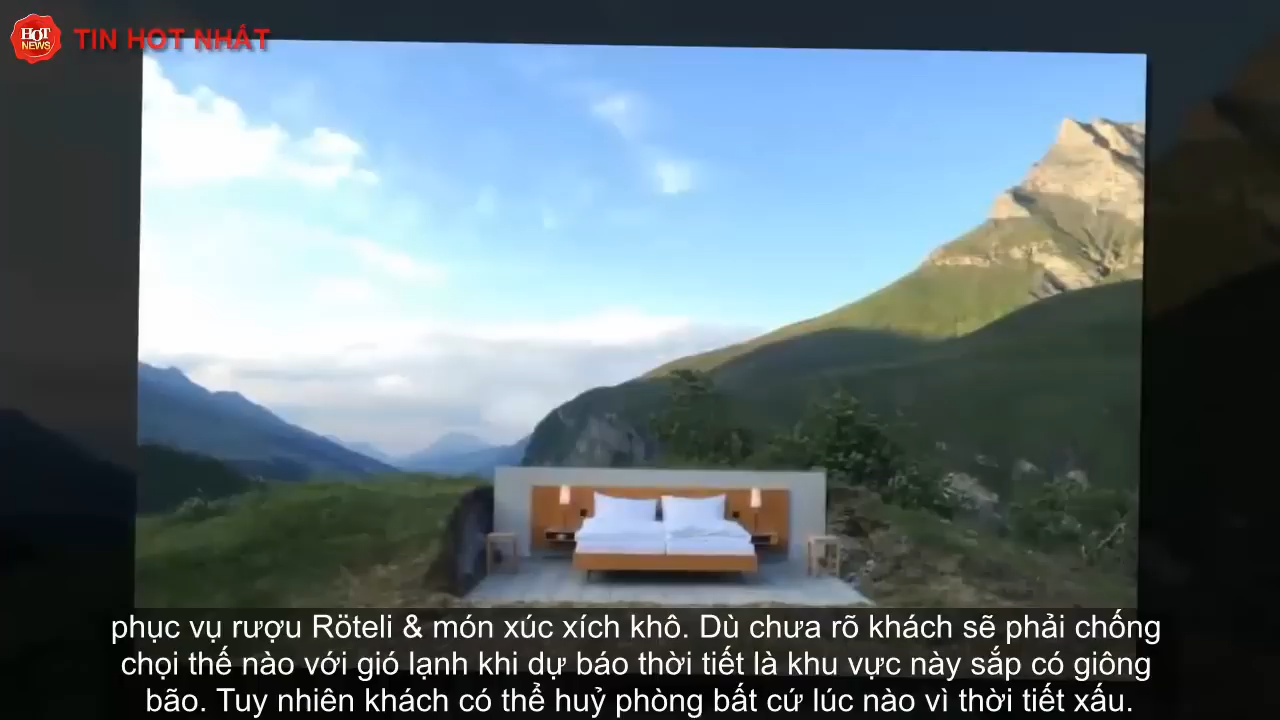 HOT
NEWS
TIN HOT NHẤT
phục vụ rượu Röteli & món xúc xích khô. Dù chưa rõ khách sẽ phải chống
chọi thế nào với gió lạnh khi dự báo thời tiết là khu vực này sắp có giông
bão. Tuy nhiên khách có thể huỷ phòng bất cứ lúc nào vì thời tiết xấu.